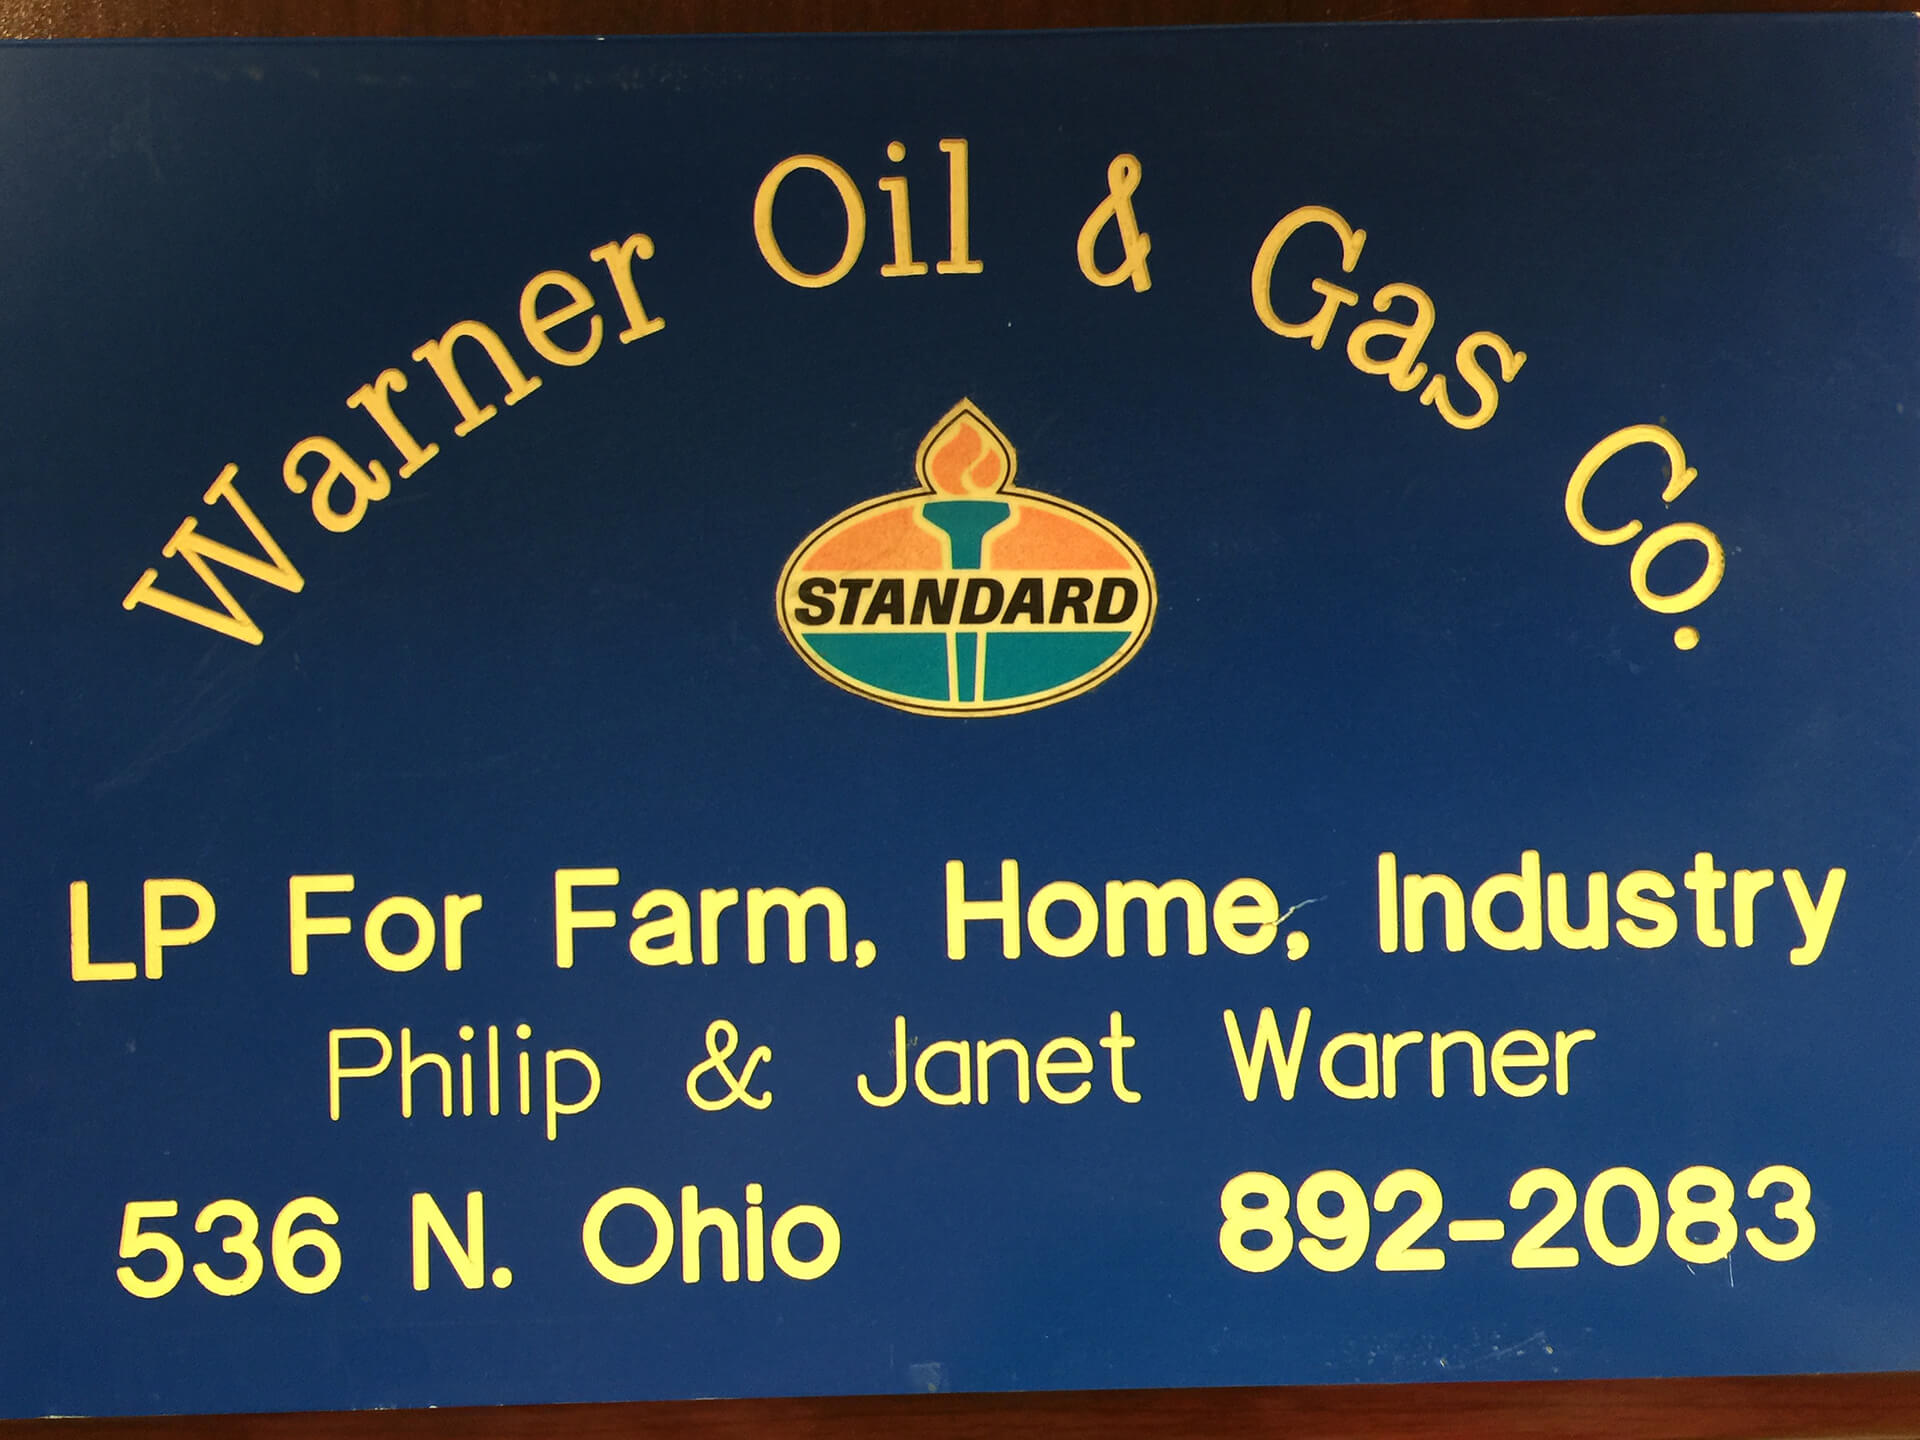 Warner Oil & Gas Co.
STANDARD
LP For Farm, Home, Industry
Philip & Janet Warner
536 N. Ohio 892-2083